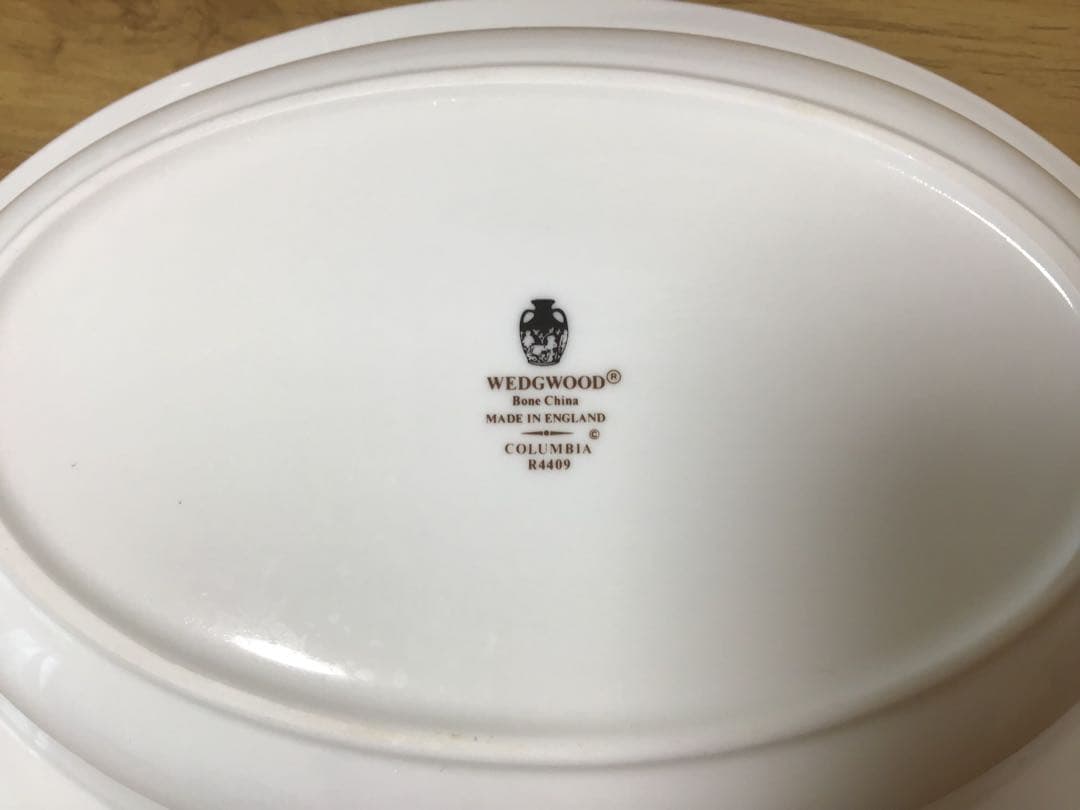 WEDGWOOD®
Bone China
MADE IN ENGLAND
©
COLUMBIA
R4409